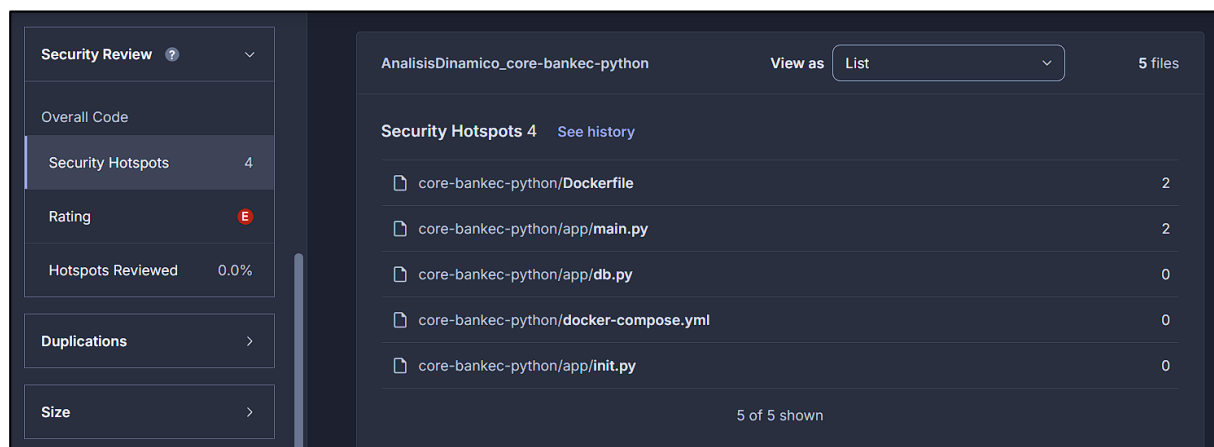 Security Review ?
Overall Code
Security Hotspots 4
Rating E
Hotspots Reviewed 0.0%
Duplications
Size
AnalisisDinamico_core-bankec-python View as List 5 files
Security Hotspots 4 See history
core-bankec-python/Dockerfile 2
core-bankec-python/app/main.py 2
core-bankec-python/app/db.py 0
core-bankec-python/docker-compose.yml 0
core-bankec-python/app/init.py 0
5 of 5 shown